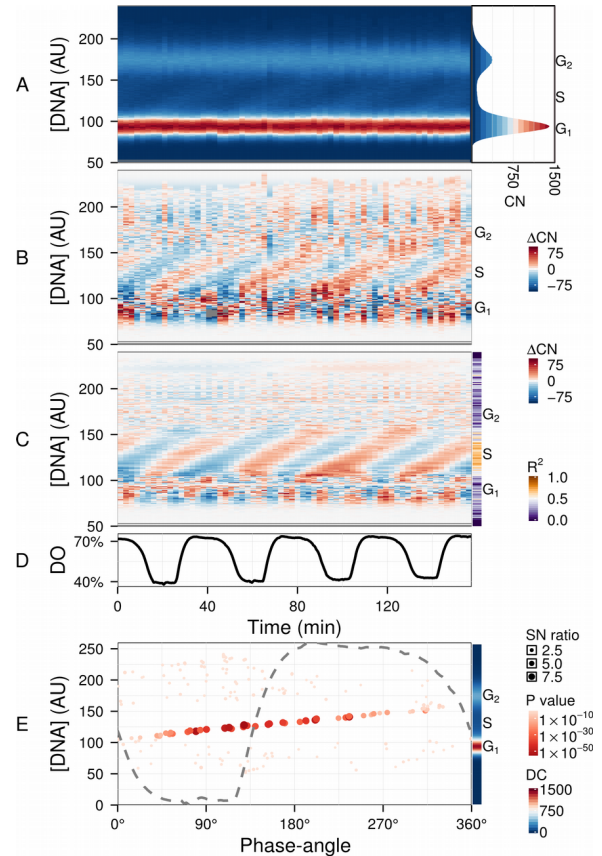 A
[DNA] (AU)
200
150
100
50
G2
S
G1
750
1500
CN
B
[DNA] (AU)
200
150
100
50
G2
S
G1
ΔCN
75
0
−75
C
[DNA] (AU)
200
150
100
50
G2
S
G1
ΔCN
75
0
−75
R2
1.0
0.5
0.0
D
DO
70%
40%
0
40
80
120
Time (min)
E
[DNA] (AU)
250
200
150
100
50
0
G2
S
G1
0°
90°
180°
270°
360°
Phase-angle
SN ratio
2.5
5.0
7.5
P value
1 × 10−10
1 × 10−30
1 × 10−50
DC
1500
750
0